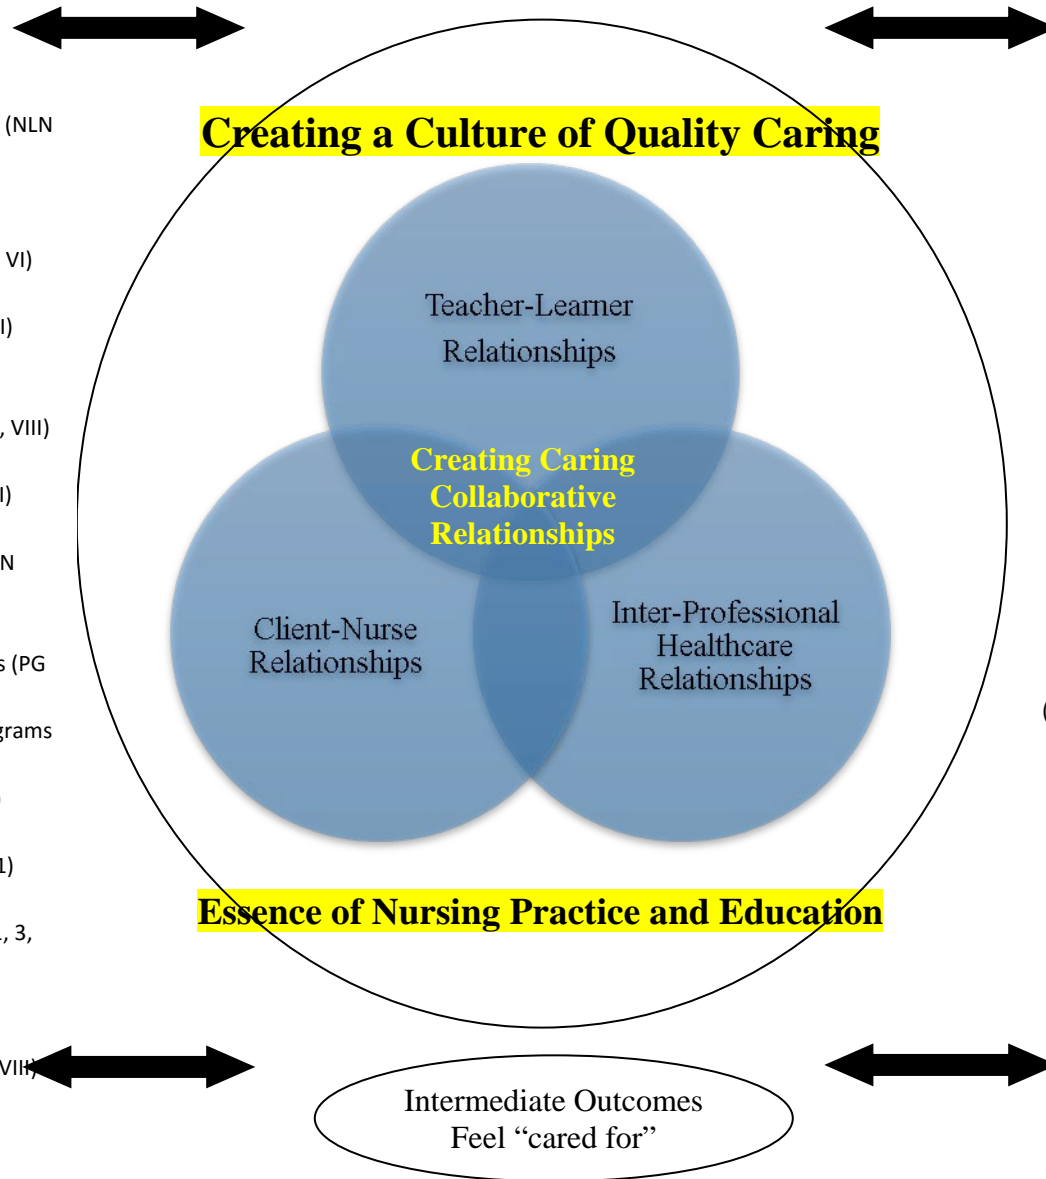 (NLN
VI)
I)
, VIII)
I)
N
s (PG
grams
)
1)
, 3,
VIII)
Creating a Culture of Quality Caring
Teacher-Learner
Relationships
Creating Caring
Collaborative
Relationships
Client-Nurse
Relationships
Inter-Professional
Healthcare
Relationships
Essence of Nursing Practice and Education
Intermediate Outcomes
Feel “cared for”
(